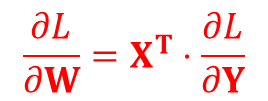 ∂L/∂𝐖 = 𝐗ᵀ · ∂L/∂𝐘